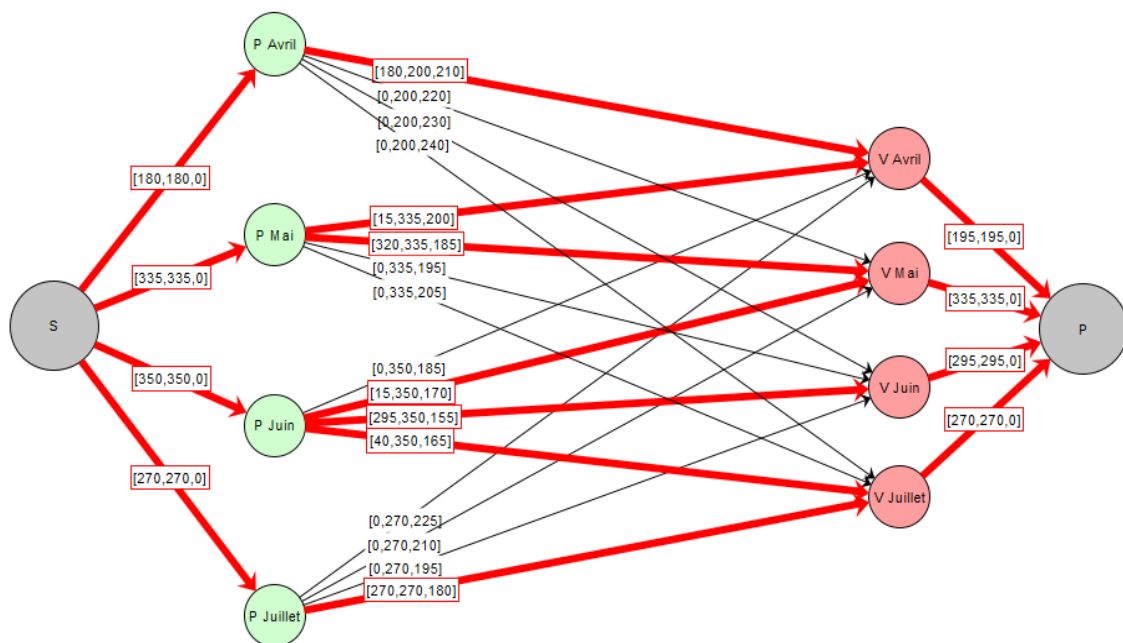 P Avril
[180,200,210]
[0,200,220]
[0,200,230]
[0,200,240]
V Avril
[180,180,0]
[15,335,200]
P Mai
[320,335,185]
[195,195,0]
[0,335,195]
V Mai
[335,335,0]
[0,335,205]
[335,335,0]
S
P
[295,295,0]
[350,350,0]
[0,350,185]
V Juin
[15,350,170]
[295,350,155]
[270,270,0]
P Juin
[40,350,165]
[270,270,0]
V Juillet
[0,270,225]
[0,270,210]
[0,270,195]
[270,270,180]
P Juillet